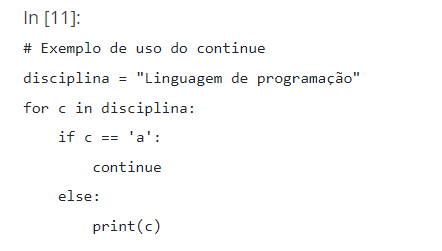 In [11]:
# Exemplo de uso do continue
disciplina = "Linguagem de programação"
for c in disciplina:
    if c == 'a':
        continue
    else:
        print(c)